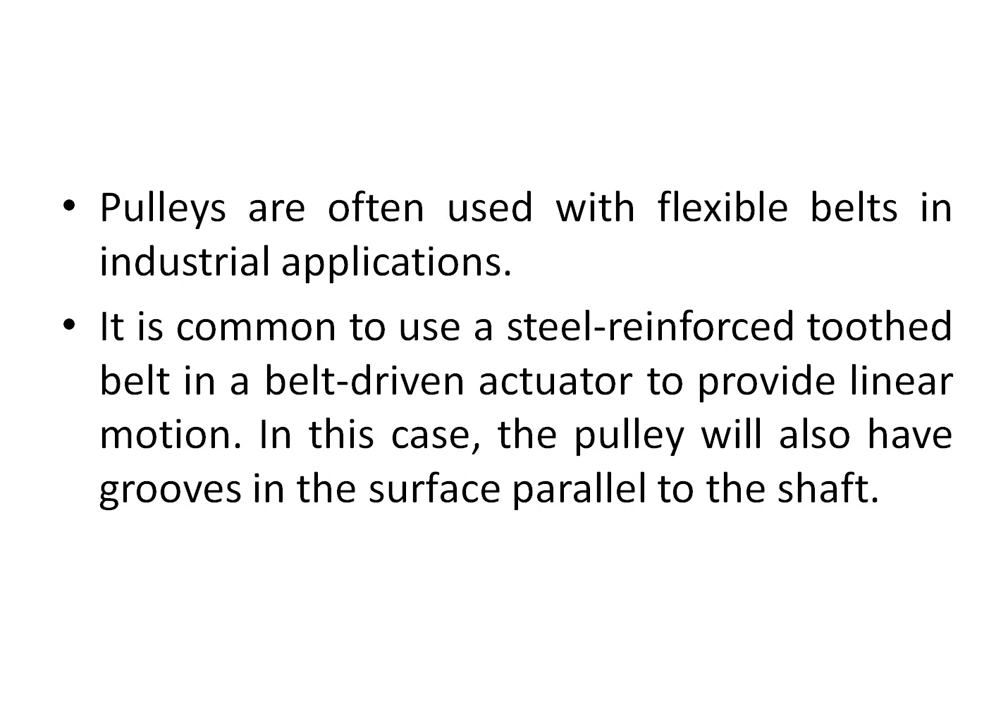 • Pulleys are often used with flexible belts in
industrial applications.
• It is common to use a steel-reinforced toothed
belt in a belt-driven actuator to provide linear
motion. In this case, the pulley will also have
grooves in the surface parallel to the shaft.